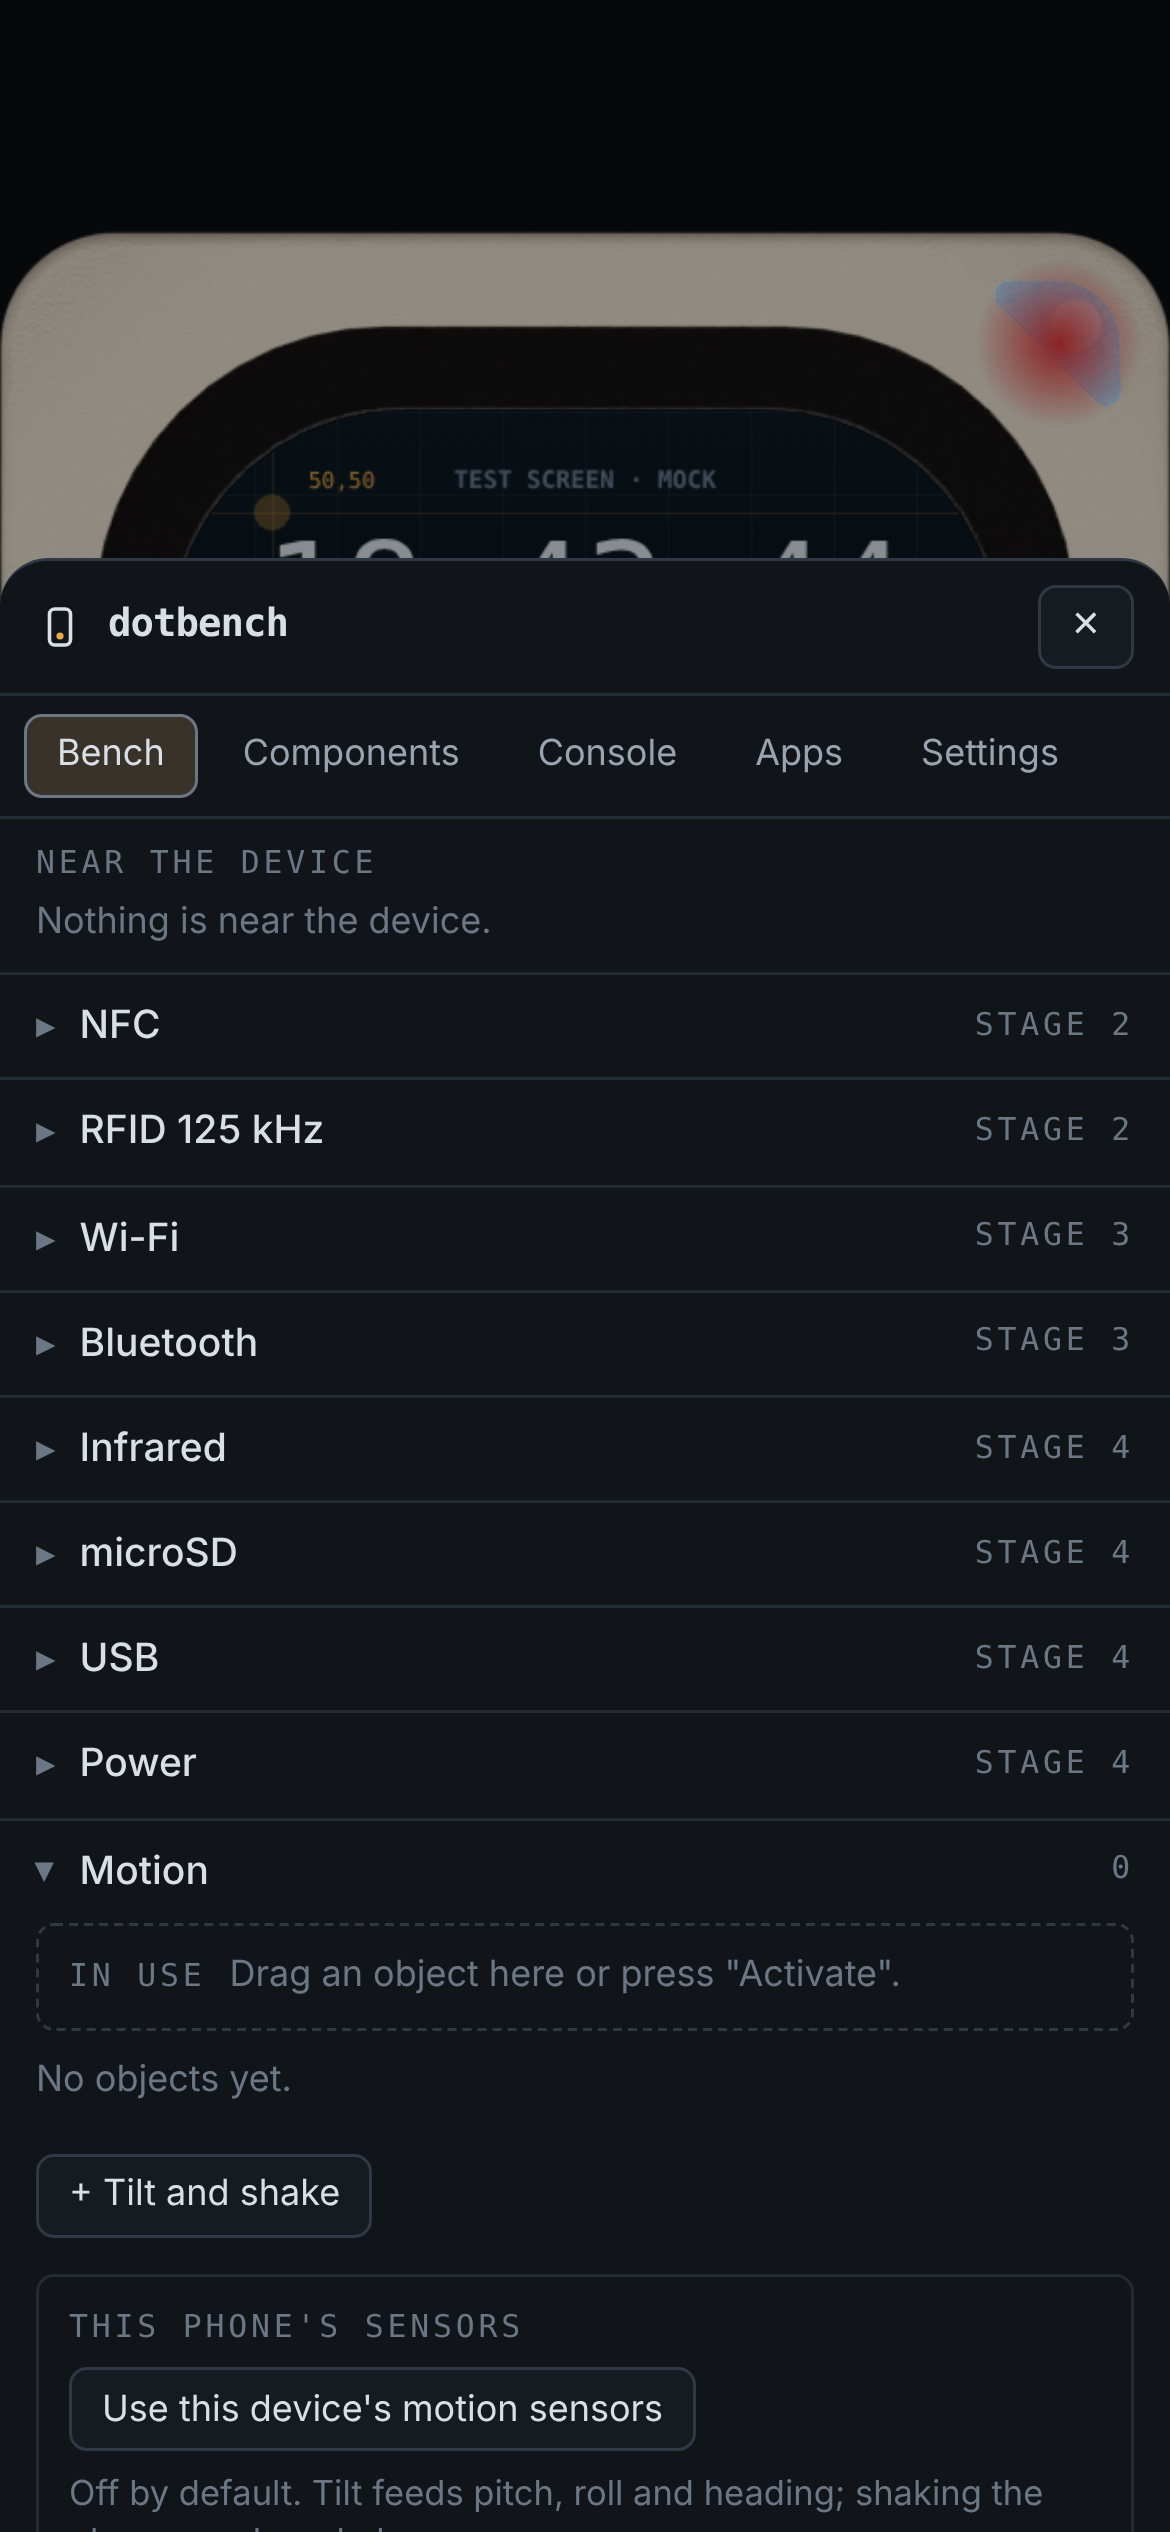 50,50 TEST SCREEN · MOCK
dotbench ×
Bench Components Console Apps Settings
NEAR THE DEVICE
Nothing is near the device.
▶ NFC STAGE 2
▶ RFID 125 kHz STAGE 2
▶ Wi-Fi STAGE 3
▶ Bluetooth STAGE 3
▶ Infrared STAGE 4
▶ microSD STAGE 4
▶ USB STAGE 4
▶ Power STAGE 4
▼ Motion 0
IN USE Drag an object here or press "Activate".
No objects yet.
+ Tilt and shake
THIS PHONE'S SENSORS
Use this device's motion sensors
Off by default. Tilt feeds pitch, roll and heading; shaking the